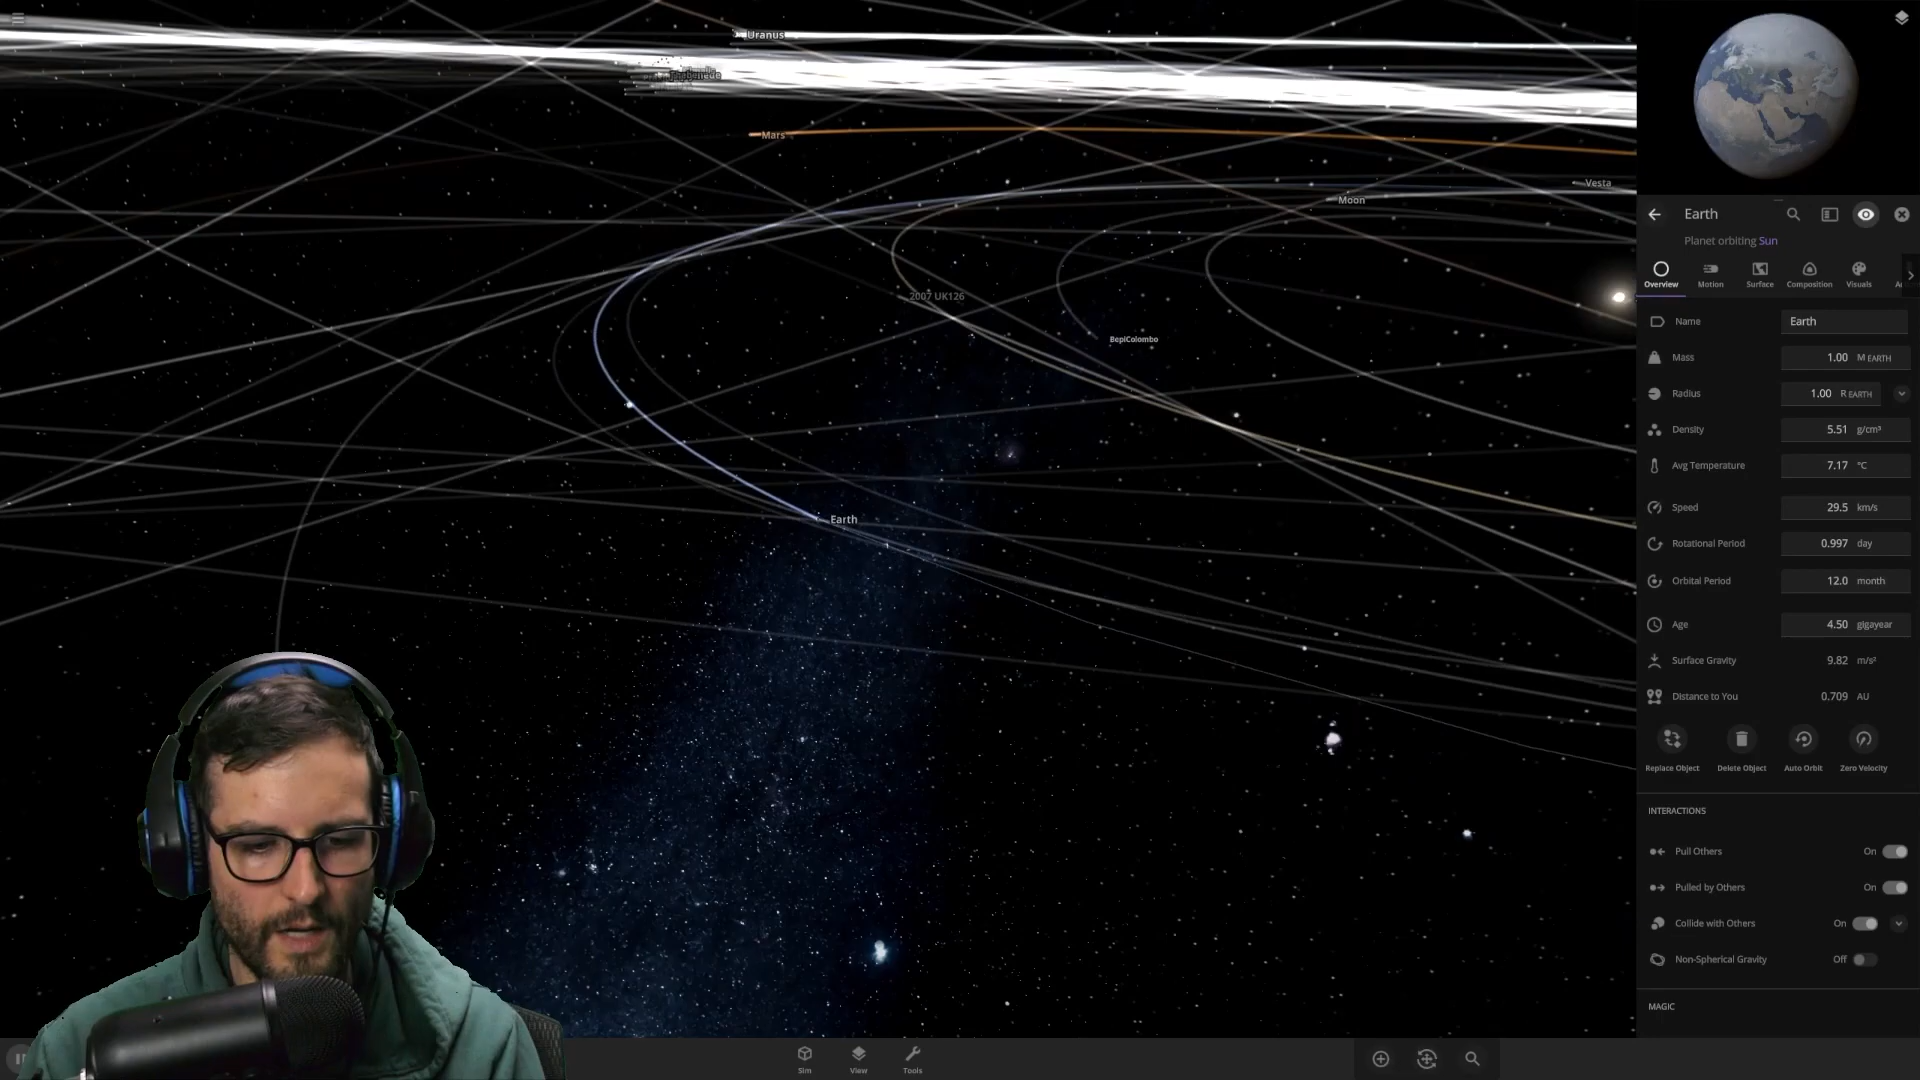 Uranus
Mars
Vesta
Moon
2007 UK126
BepiColombo
Earth
Earth
Planet orbiting Sun
Overview
Motion
Surface
Composition
Visuals
Name
Earth
Mass
1.00 M EARTH
Radius
1.00 R EARTH
Density
5.51 g/cm³
Avg Temperature
7.17 °C
Speed
29.5 km/s
Rotational Period
0.997 day
Orbital Period
12.0 month
Age
4.50 gigayear
Surface Gravity
9.82 m/s²
Distance to You
0.709 AU
Replace Object
Delete Object
Auto Orbit
Zero Velocity
INTERACTIONS
Pull Others
On
Pulled by Others
On
Collide with Others
On
Non-Spherical Gravity
Off
MAGIC
Sim
View
Tools